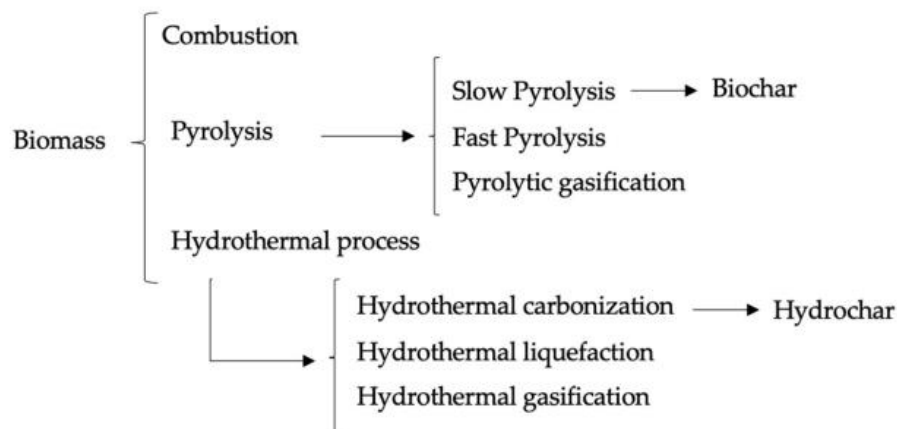 Combustion
Slow Pyrolysis → Biochar
Biomass Pyrolysis → Fast Pyrolysis
Pyrolytic gasification
Hydrothermal process
Hydrothermal carbonization → Hydrochar
Hydrothermal liquefaction
Hydrothermal gasification